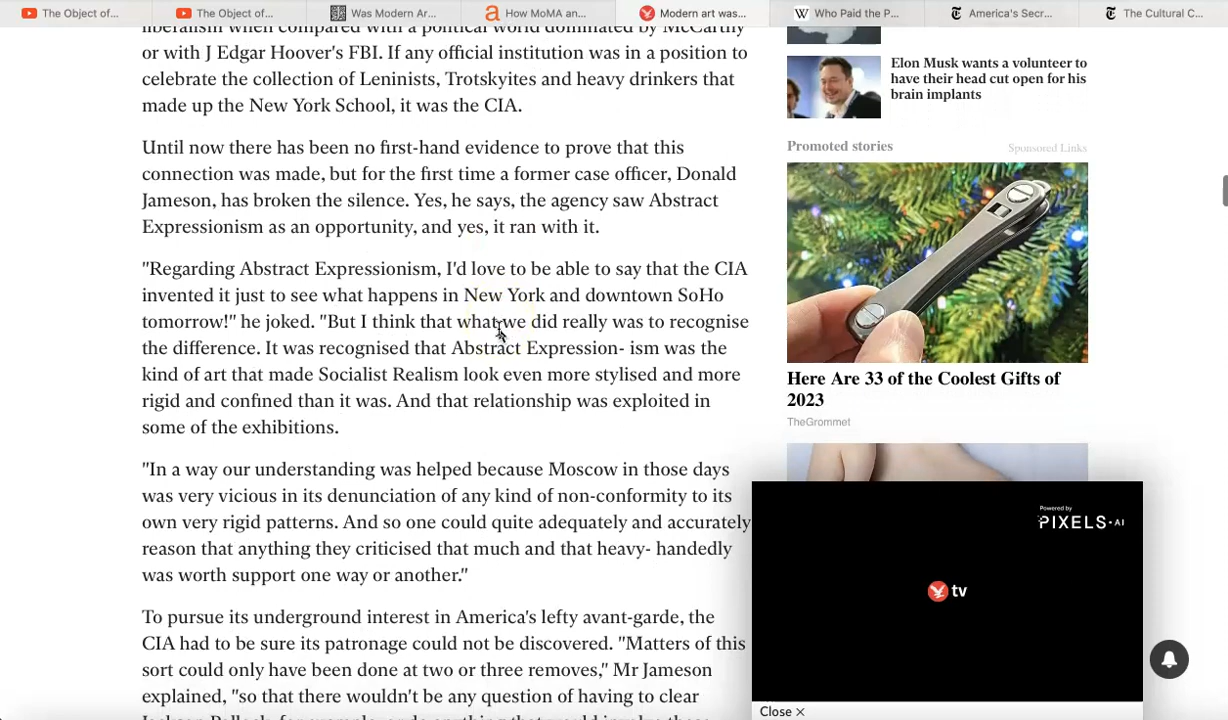 The Object of...
The Object of...
Was Modern Ar...
How MoMA an...
Modern art was...
Who Paid the P...
America's Secr...
The Cultural C...
liberalism when compared with a political world dominated by McCarthy
or with J Edgar Hoover's FBI. If any official institution was in a position to
celebrate the collection of Leninists, Trotskyites and heavy drinkers that
made up the New York School, it was the CIA.
Until now there has been no first-hand evidence to prove that this
connection was made, but for the first time a former case officer, Donald
Jameson, has broken the silence. Yes, he says, the agency saw Abstract
Expressionism as an opportunity, and yes, it ran with it.
"Regarding Abstract Expressionism, I'd love to be able to say that the CIA
invented it just to see what happens in New York and downtown SoHo
tomorrow!" he joked. "But I think that what we did really was to recognise
the difference. It was recognised that Abstract Expression- ism was the
kind of art that made Socialist Realism look even more stylised and more
rigid and confined than it was. And that relationship was exploited in
some of the exhibitions.
"In a way our understanding was helped because Moscow in those days
was very vicious in its denunciation of any kind of non-conformity to its
own very rigid patterns. And so one could quite adequately and accurately
reason that anything they criticised that much and that heavy- handedly
was worth support one way or another."
To pursue its underground interest in America's lefty avant-garde, the
CIA had to be sure its patronage could not be discovered. "Matters of this
sort could only have been done at two or three removes," Mr Jameson
explained, "so that there wouldn't be any question of having to clear
Jackson Pollock, for example, or do anything that would involve these
Elon Musk wants a volunteer to
have their head cut open for his
brain implants
Promoted stories
Sponsored Links
Here Are 33 of the Coolest Gifts of
2023
TheGrommet
Powered by
PIXELS·AI
tv
Close ×